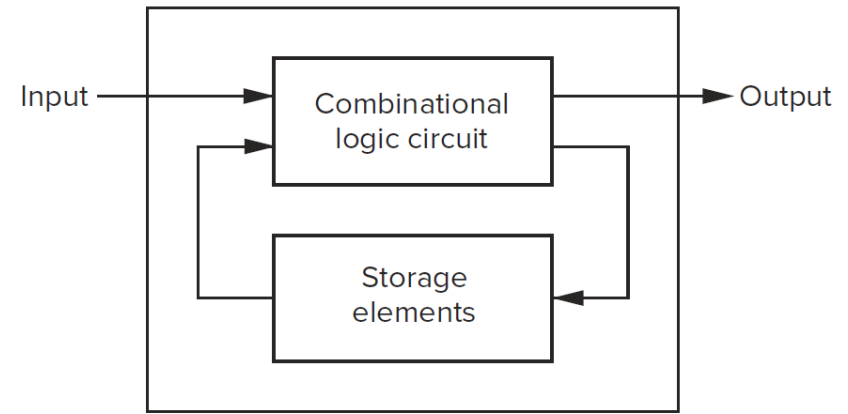 Input
Combinational
logic circuit
Output
Storage
elements